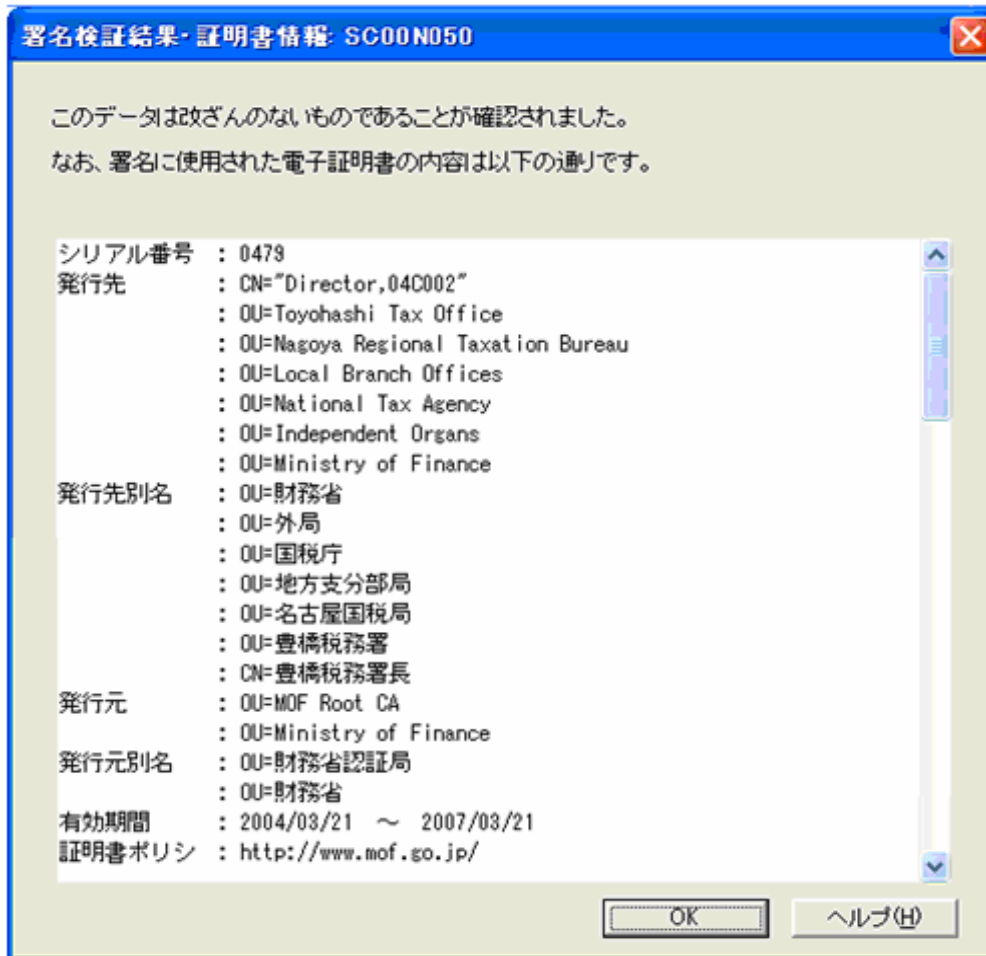 署名検証結果・証明書情報: SC00N050
このデータは改ざんのないものであることが確認されました。
なお、署名に使用された電子証明書の内容は以下の通りです。
シリアル番号 : 0479
発行先 : CN="Director,04C002"
: OU=Toyohashi Tax Office
: OU=Nagoya Regional Taxation Bureau
: OU=Local Branch Offices
: OU=National Tax Agency
: OU=Independent Organs
: OU=Ministry of Finance
発行先別名 : OU=財務省
: OU=外局
: OU=国税庁
: OU=地方支分部局
: OU=名古屋国税局
: OU=豊橋税務署
: CN=豊橋税務署長
発行元 : OU=MOF Root CA
: OU=Ministry of Finance
発行元別名 : OU=財務省認証局
: OU=財務省
有効期間 : 2004/03/21 ～ 2007/03/21
証明書ポリシ : http://www.mof.go.jp/
OK ヘルプ(H)